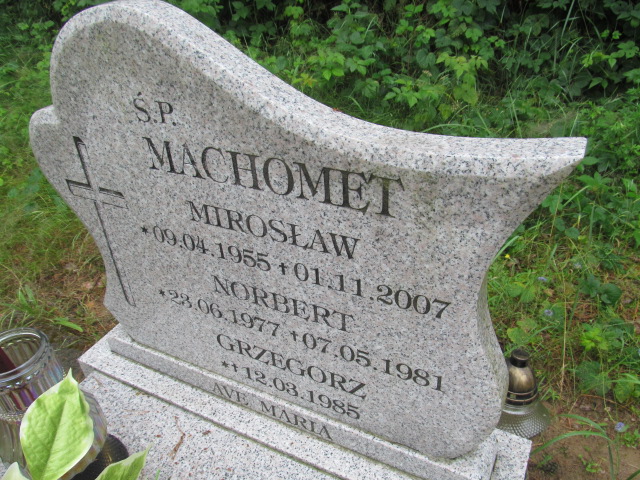 Ś.P.
MACHOMET
MIROSŁAW
*09.04.1955 +01.11.2007
NORBERT
*23.06.1977 +07.05.1981
GRZEGORZ
*+12.03.1985
AVE MARIA